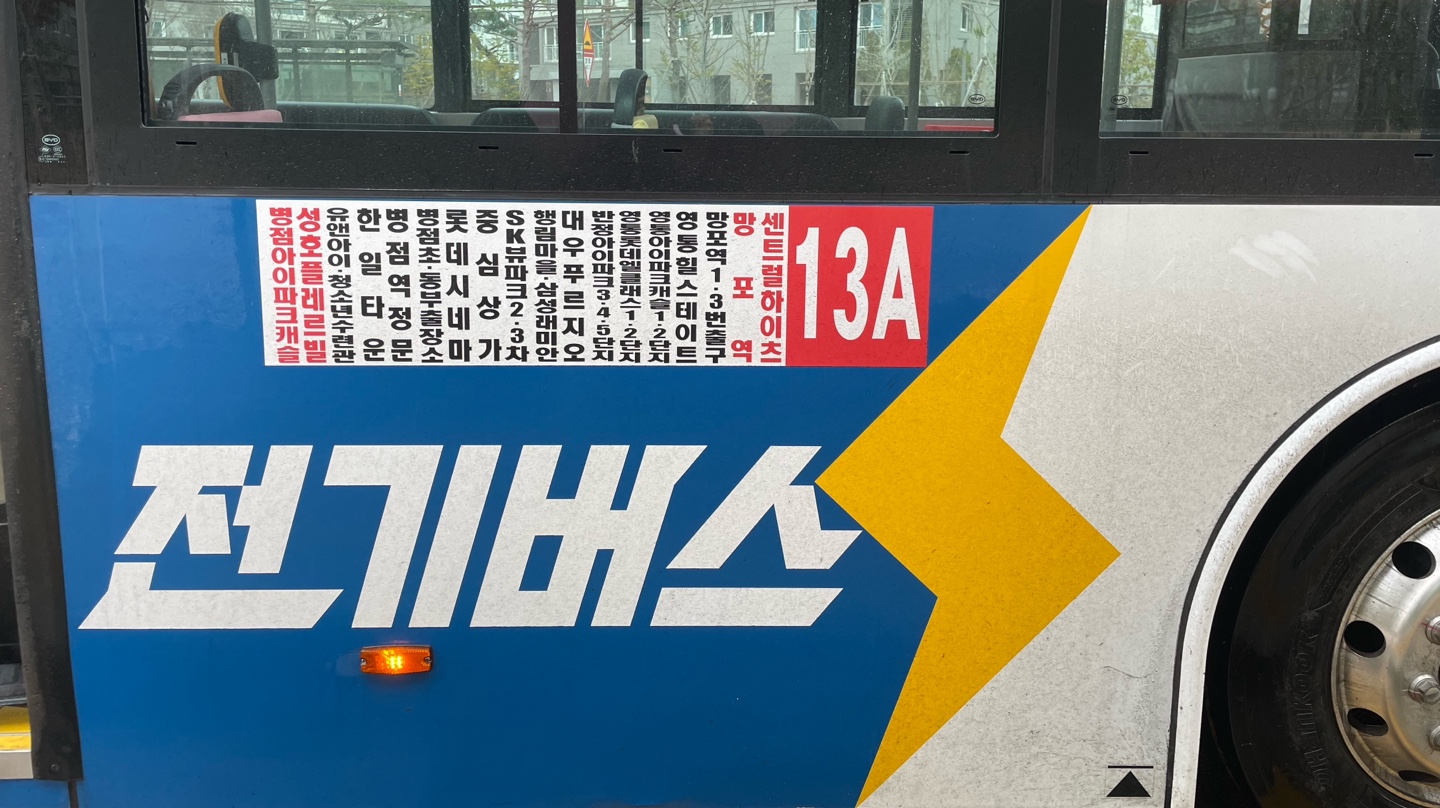 병점아이파크캐슬
성호플레르빌
유앤아이·청소년수련관
한일타운
병점역정문
병점초·동부출장소
롯데시네마
중심상가
SK뷰파크2·3차
행림마을·삼성래미안
대우푸르지오
반정아이파크3·4·5단지
영통롯데엘클래스1·2단지
영통아이파크캐슬1·2단지
영통힐스테이트
망포역1·3번출구
망포역
센트럴하이츠
13A
전기버스
BYD
BYD
BYD